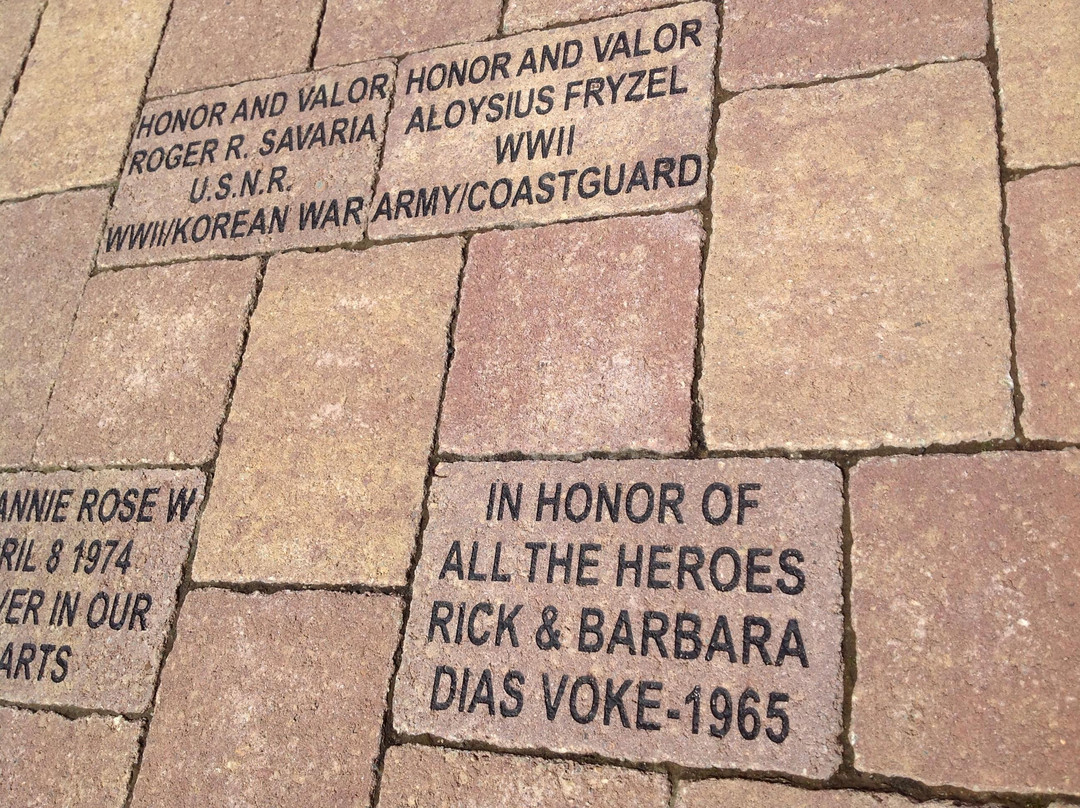 HONOR AND VALOR
ROGER R. SAVARIA
U.S.N.R.
WWII/KOREAN WAR
HONOR AND VALOR
ALOYSIUS FRYZEL
WWII
ARMY/COASTGUARD
ANNIE ROSE W
RIL 8 1974
VER IN OUR
ARTS
IN HONOR OF
ALL THE HEROES
RICK & BARBARA
DIAS VOKE-1965